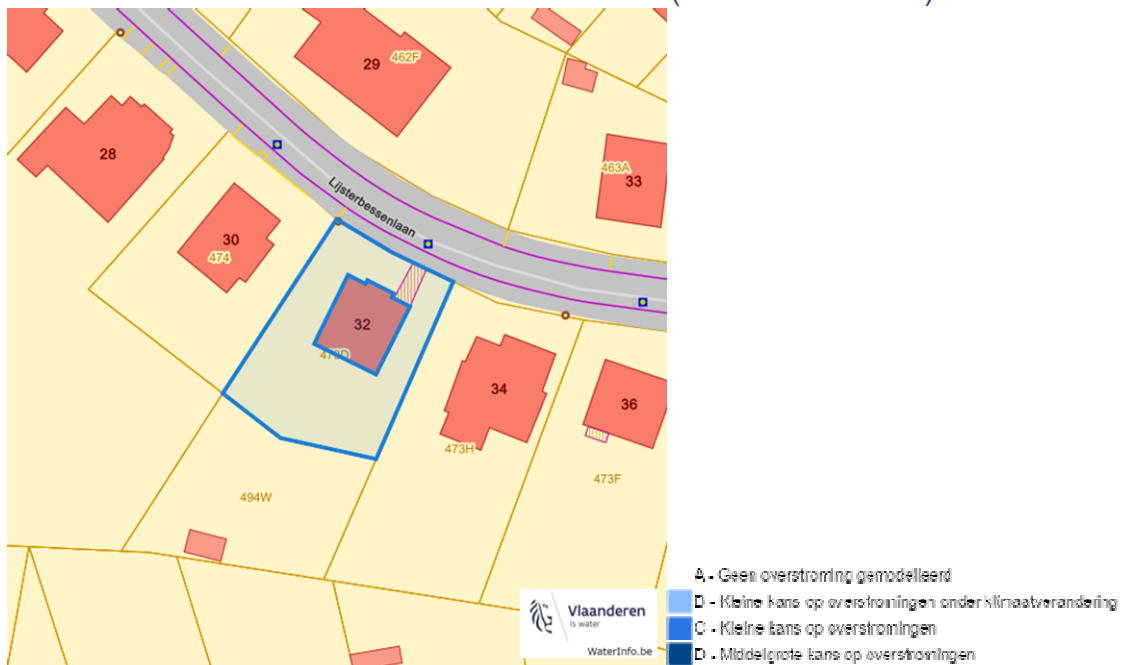 29
462F
28
463A
33
Lijsterbessenlaan
30
474
32
34
36
473H
473F
494W
Vlaanderen
is water
WaterInfo.be
A - Geen overstroming gemodelleerd
B - Kleine kans op overstromingen onder klimaatverandering
C - Kleine kans op overstromingen
D - Middelgrote kans op overstromingen